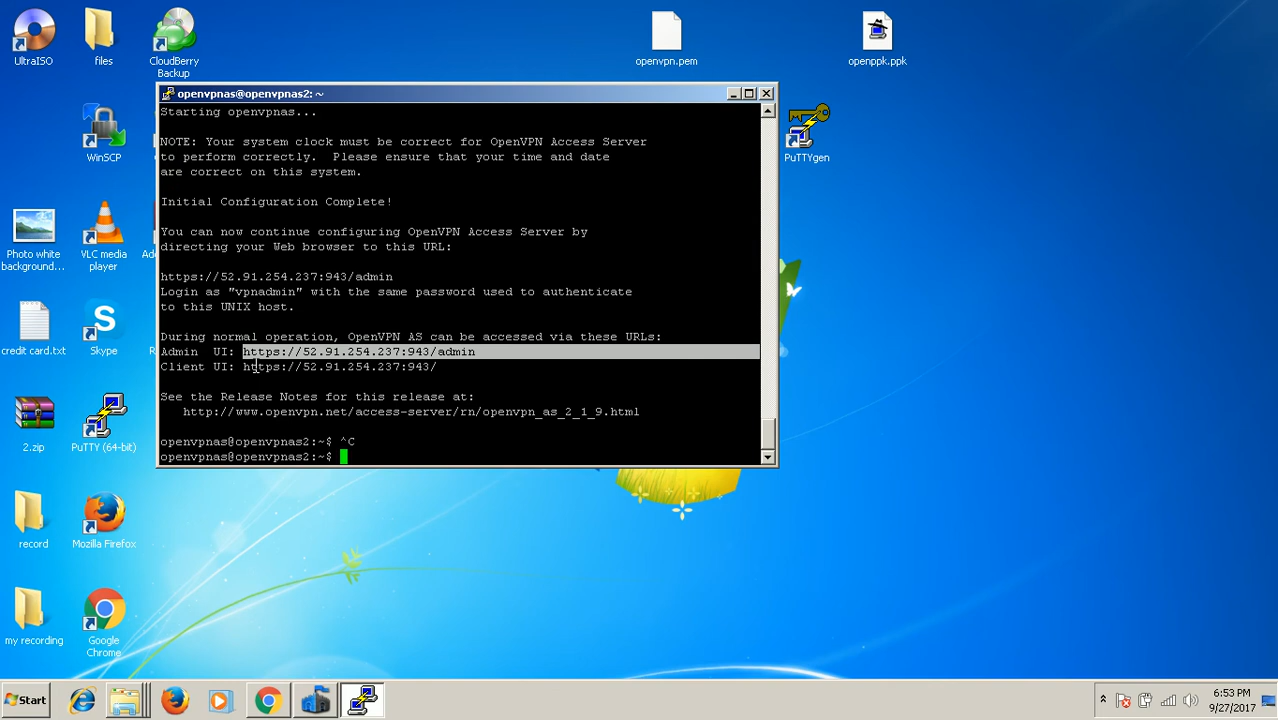 UltraISO
files
CloudBerry
Backup
openvpn.pem
openppk.ppk
openvpnas@openvpnas2: ~
Starting openvpnas...
NOTE: Your system clock must be correct for OpenVPN Access Server
to perform correctly.  Please ensure that your time and date
are correct on this system.
Initial Configuration Complete!
You can now continue configuring OpenVPN Access Server by
directing your Web browser to this URL:
https://52.91.254.237:943/admin
Login as "vpnadmin" with the same password used to authenticate
to this UNIX host.
During normal operation, OpenVPN AS can be accessed via these URLs:
Admin  UI: https://52.91.254.237:943/admin
Client UI: https://52.91.254.237:943/
See the Release Notes for this release at:
http://www.openvpn.net/access-server/rn/openvpn_as_2_1_9.html
openvpnas@openvpnas2:~$ ^C
openvpnas@openvpnas2:~$
WinSCP
PuTTYgen
Photo white
background...
VLC media
player
credit card.txt
Skype
2.zip
PuTTY (64-bit)
record
Mozilla Firefox
my recording
Google
Chrome
Start
6:53 PM
9/27/2017